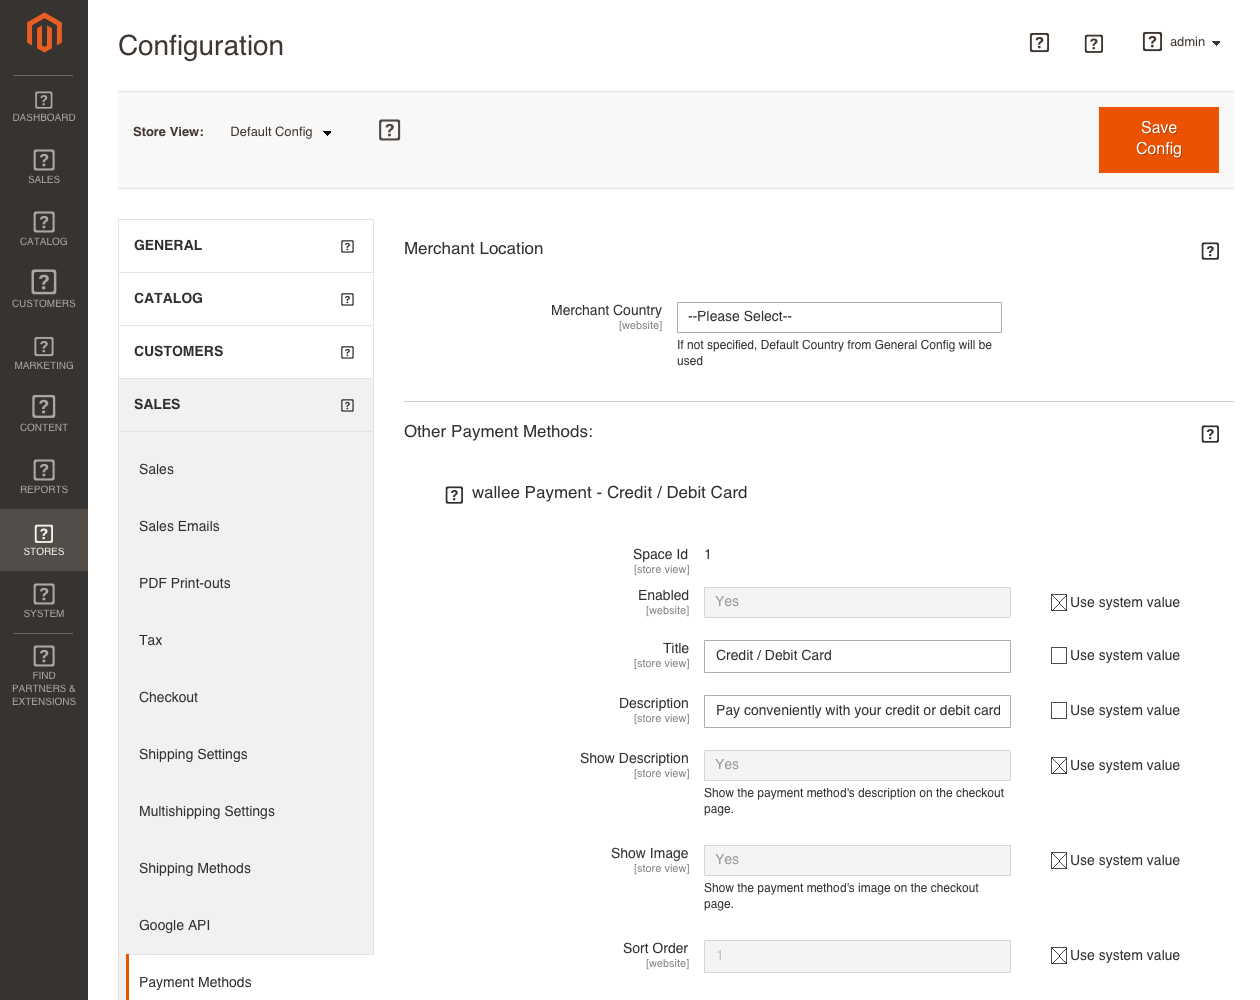 Configuration
admin
DASHBOARD
SALES
CATALOG
CUSTOMERS
MARKETING
CONTENT
REPORTS
STORES
SYSTEM
FIND
PARTNERS &
EXTENSIONS
Store View: Default Config
Save
Config
GENERAL
CATALOG
CUSTOMERS
SALES
Sales
Sales Emails
PDF Print-outs
Tax
Checkout
Shipping Settings
Multishipping Settings
Shipping Methods
Google API
Payment Methods
Merchant Location
Merchant Country
[website]
--Please Select--
If not specified, Default Country from General Config will be
used
Other Payment Methods:
wallee Payment - Credit / Debit Card
Space Id 1
[store view]
Enabled Yes Use system value
[website]
Title Credit / Debit Card Use system value
[store view]
Description Pay conveniently with your credit or debit card Use system value
[store view]
Show Description Yes Use system value
[store view]
Show the payment method's description on the checkout
page.
Show Image Yes Use system value
[store view]
Show the payment method's image on the checkout
page.
Sort Order 1 Use system value
[website]